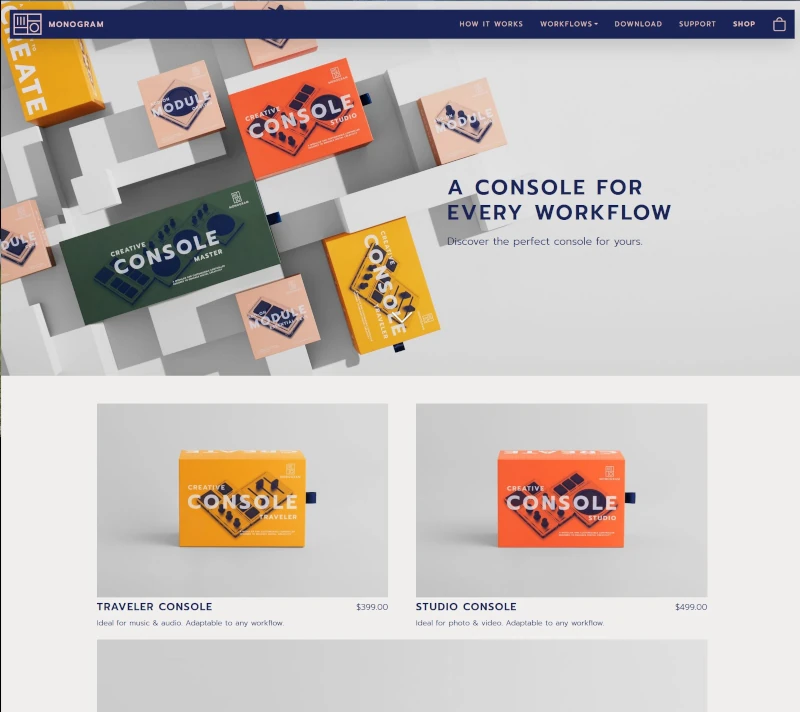 MONOGRAM
HOW IT WORKS
WORKFLOWS
DOWNLOAD
SUPPORT
SHOP
CREATE
MODULE
CREATIVE
CONSOLE
STUDIO
MODULE
A CONSOLE FOR
EVERY WORKFLOW
Discover the perfect console for yours.
CREATIVE
CONSOLE
MASTER
CREATIVE
CONSOLE
TRAVELER
MODULE
CREATIVE
CONSOLE
TRAVELER
CREATIVE
CONSOLE
STUDIO
TRAVELER CONSOLE
$399.00
Ideal for music & audio. Adaptable to any workflow.
STUDIO CONSOLE
$499.00
Ideal for photo & video. Adaptable to any workflow.